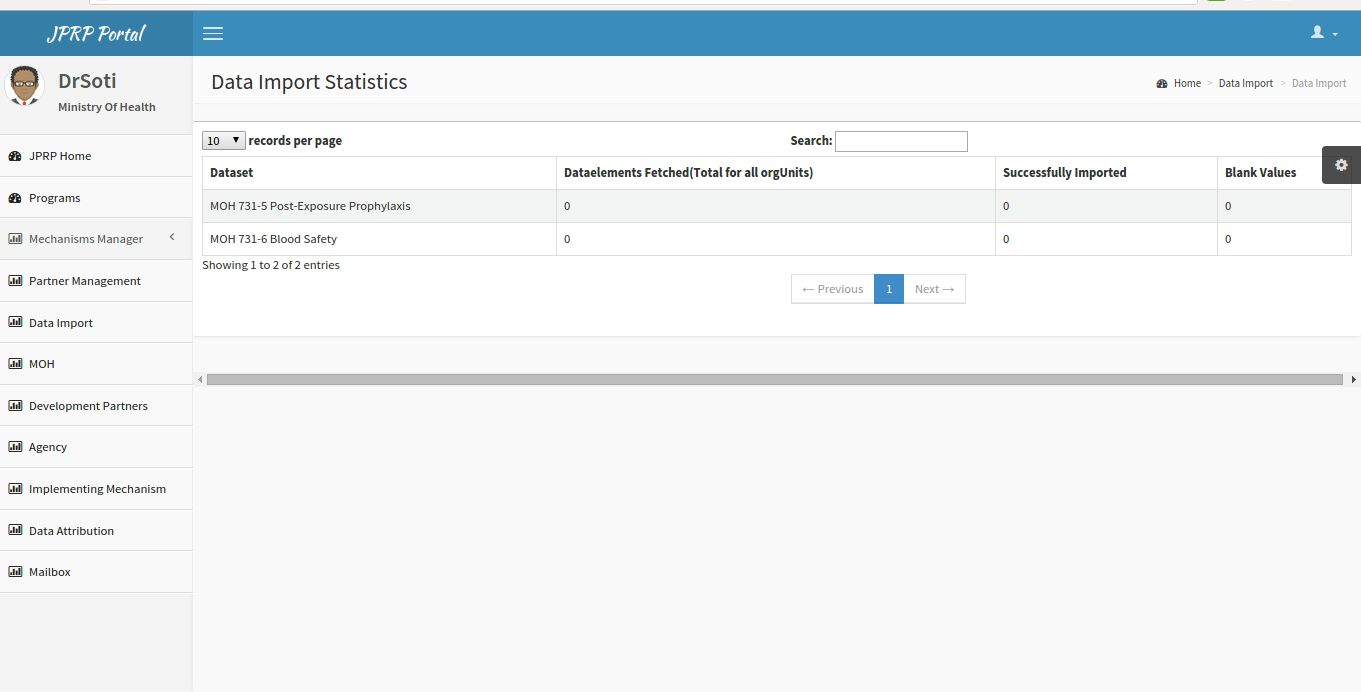 JPRP Portal
DrSoti
Ministry Of Health
JPRP Home
Programs
Mechanisms Manager
Partner Management
Data Import
MOH
Development Partners
Agency
Implementing Mechanism
Data Attribution
Mailbox
Data Import Statistics
Home > Data Import > Data Import
10 records per page Search:
Dataset Dataelements Fetched(Total for all orgUnits) Successfully Imported Blank Values
MOH 731-5 Post-Exposure Prophylaxis 0 0 0
MOH 731-6 Blood Safety 0 0 0
Showing 1 to 2 of 2 entries
← Previous 1 Next →